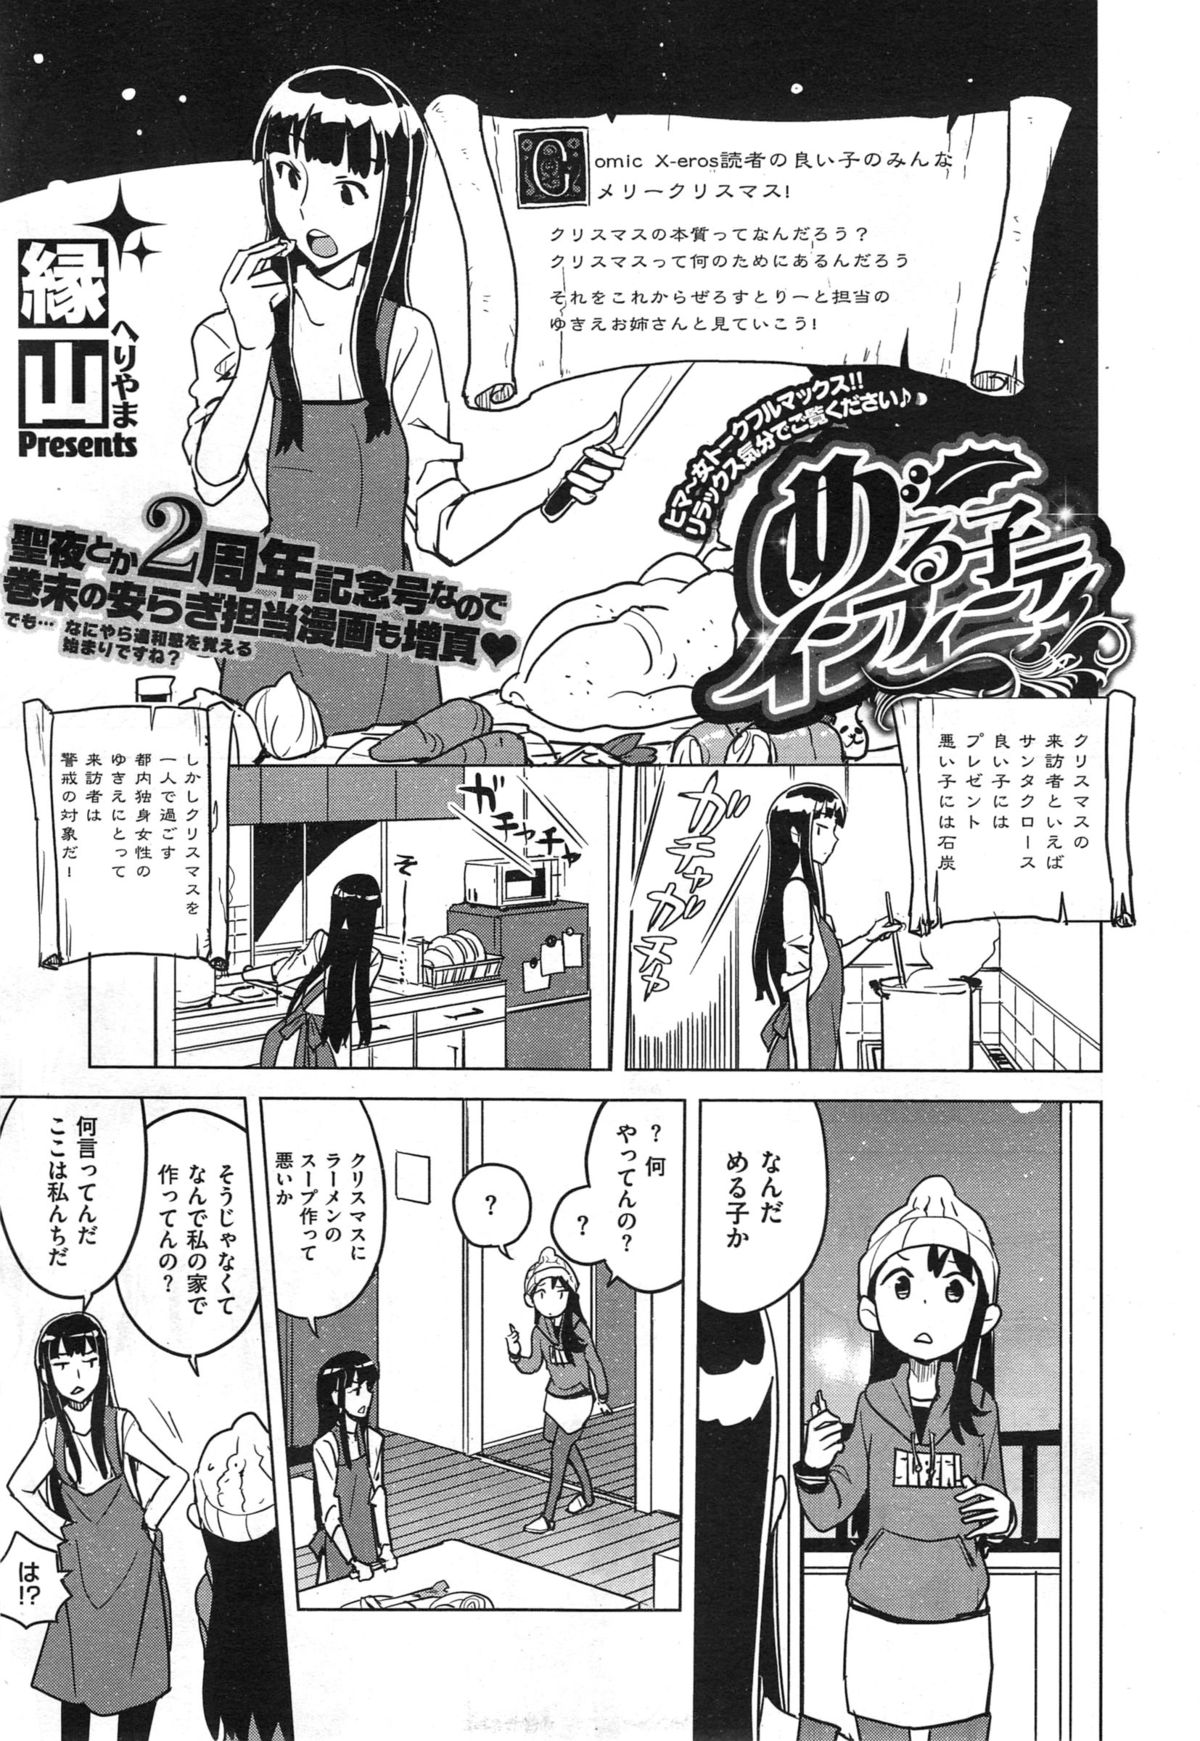 Comic X-eros読者の良い子のみんな
メリークリスマス!
クリスマスの本質ってなんだろう?
クリスマスって何のためにあるんだろう
それをこれからぜろすとりーと担当の
ゆきえお姉さんと見ていこう!
縁山
へりやま
Presents
ヒマ〜女トークフルマックス!!
リラックス気分でご覧ください♪
める子
インフィニティ
聖夜とか2周年記念号なので
巻末の安らぎ担当漫画も増頁♥
でも… なにやら違和感を覚える
始まりですね?
クリスマスの
来訪者といえば
サンタクロース
良い子には
プレゼント
悪い子には石炭
ガチャガチャ
しかしクリスマスを
一人で過ごす
都内独身女性の
ゆきえにとって
来訪者は
警戒の対象だ!
ガチャチャ
そ
なんだ
める子か
?何
やってんの?
?
?
クリスマスに
ラーメンの
スープ作って
悪いか
そうじゃなくて
なんで私の家で
作ってんの?
何言ってんだ
ここは私んちだ
は!?